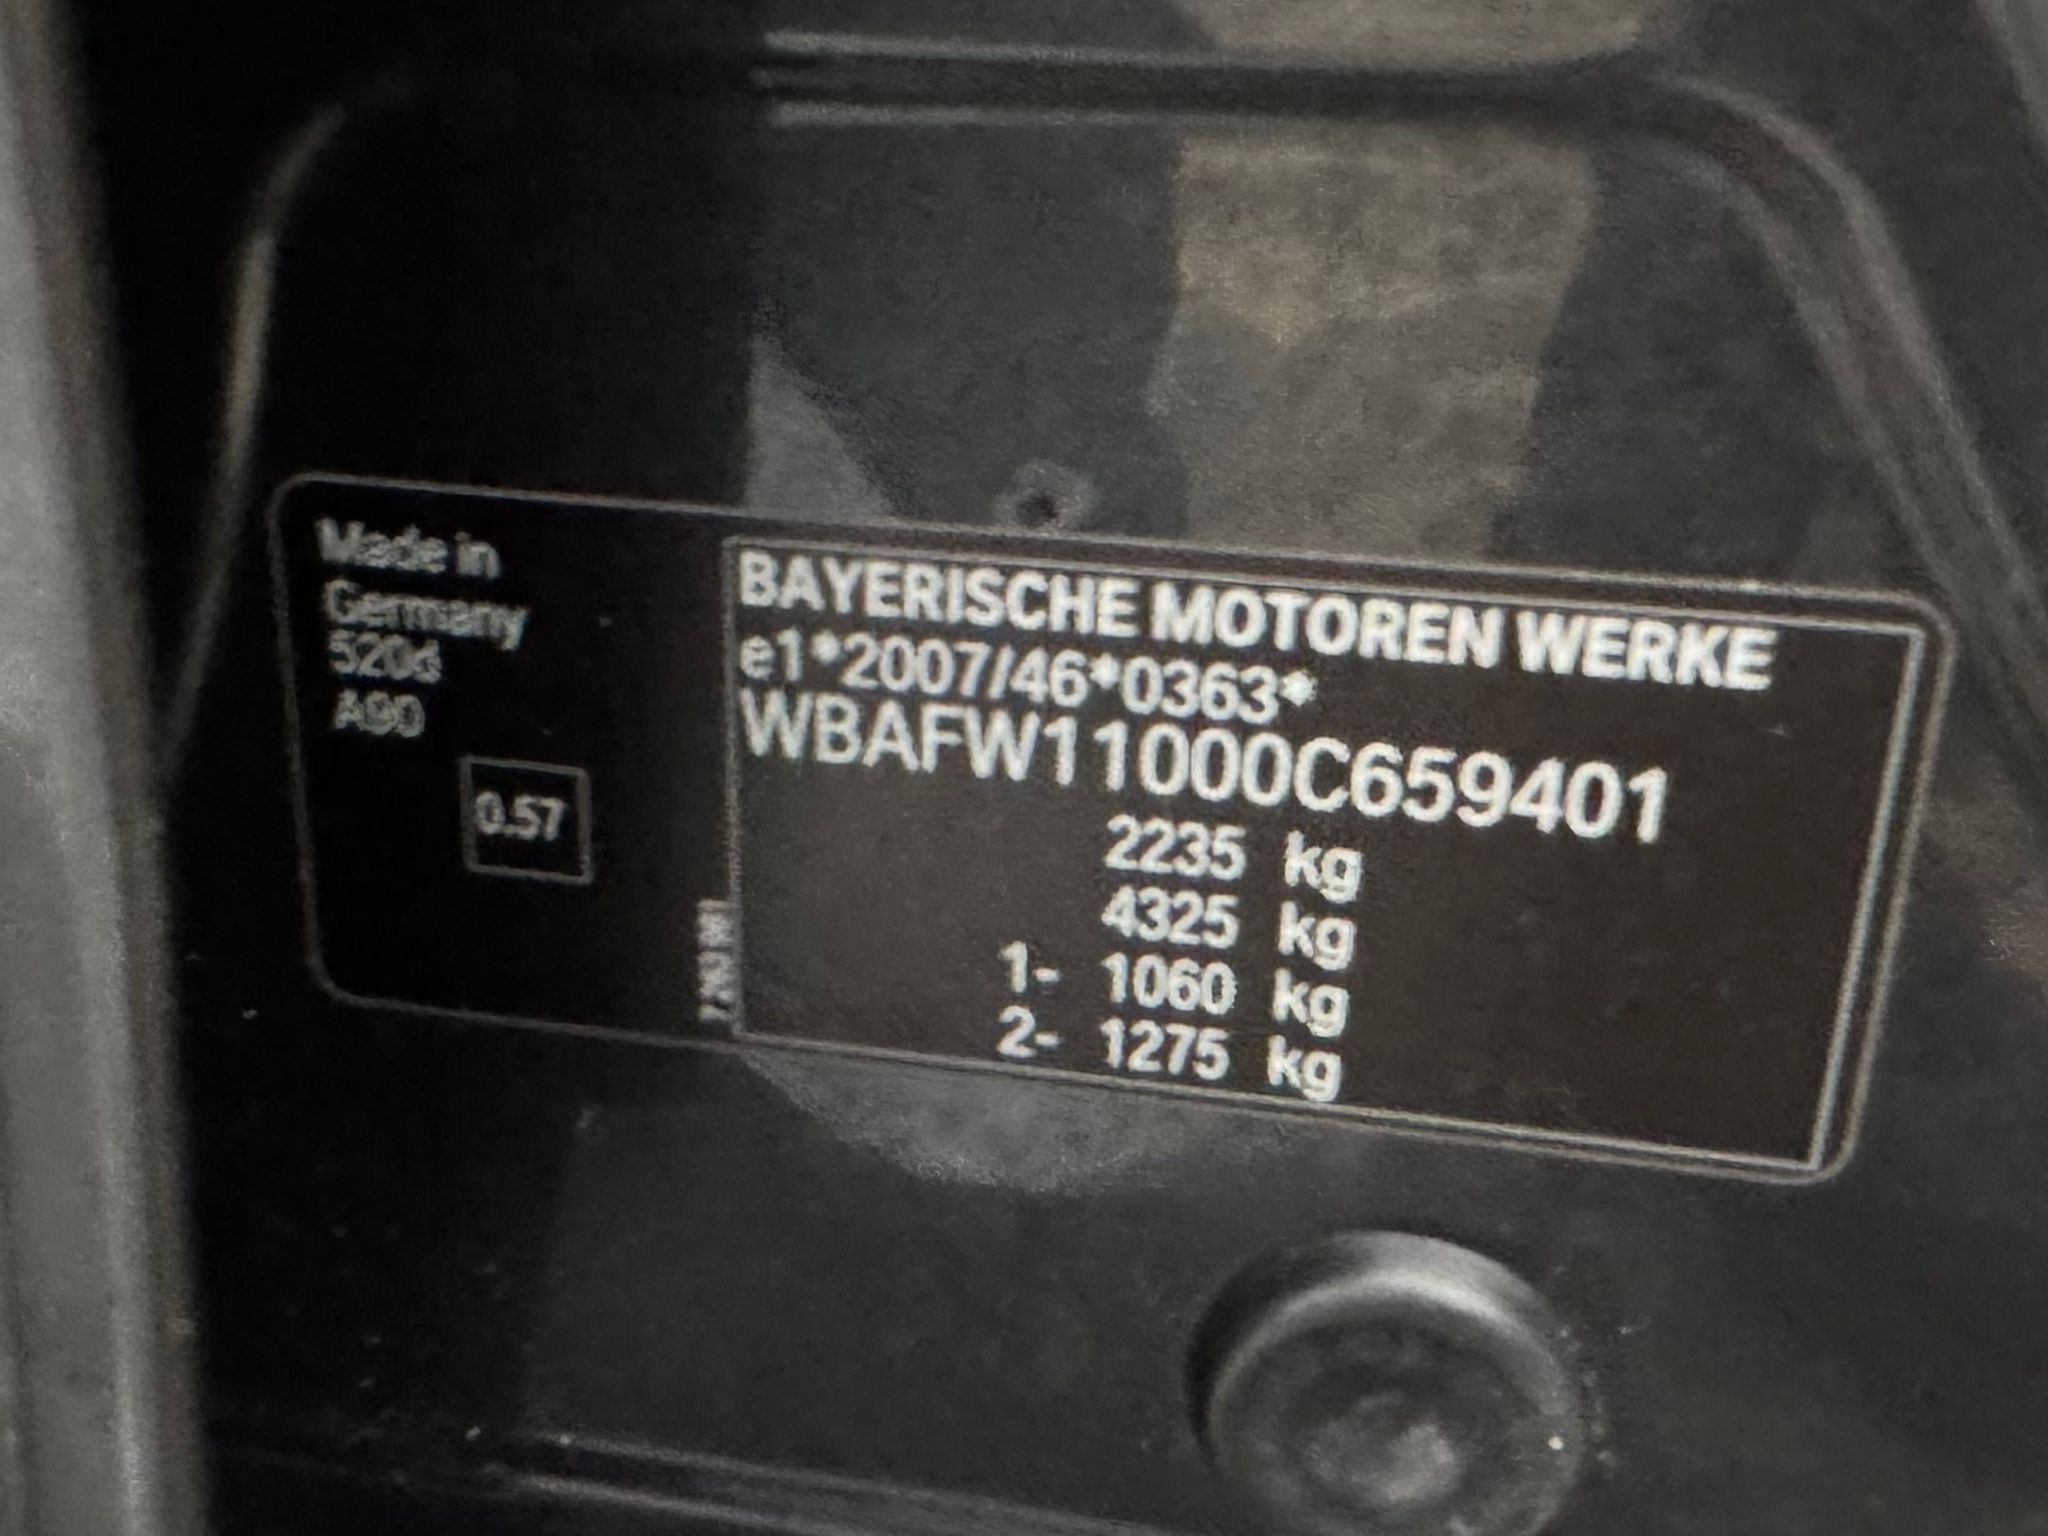 Made in
Germany
520d
A90
0.57
BAYERISCHE MOTOREN WERKE
e1*2007/46*0363*
WBAFW11000C659401
2235 kg
4325 kg
1- 1060 kg
2- 1275 kg